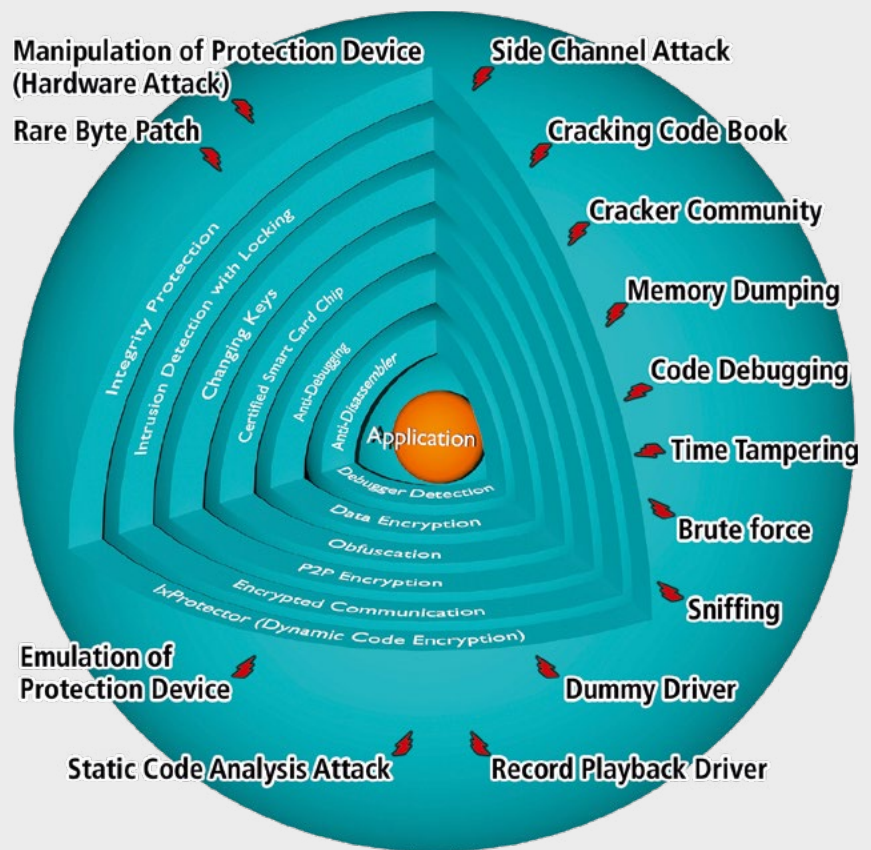 Manipulation of Protection Device
(Hardware Attack)
Rare Byte Patch
Side Channel Attack
Cracking Code Book
Cracker Community
Memory Dumping
Code Debugging
Time Tampering
Brute force
Sniffing
Dummy Driver
Record Playback Driver
Static Code Analysis Attack
Emulation of
Protection Device
Integrity Protection
Intrusion Detection with Locking
Changing Keys
Certified Smart Card Chip
Anti-Debugging
Anti-Disassembler
Application
Debugger Detection
Data Encryption
Obfuscation
P2P Encryption
Encrypted Communication
IxProtector (Dynamic Code Encryption)